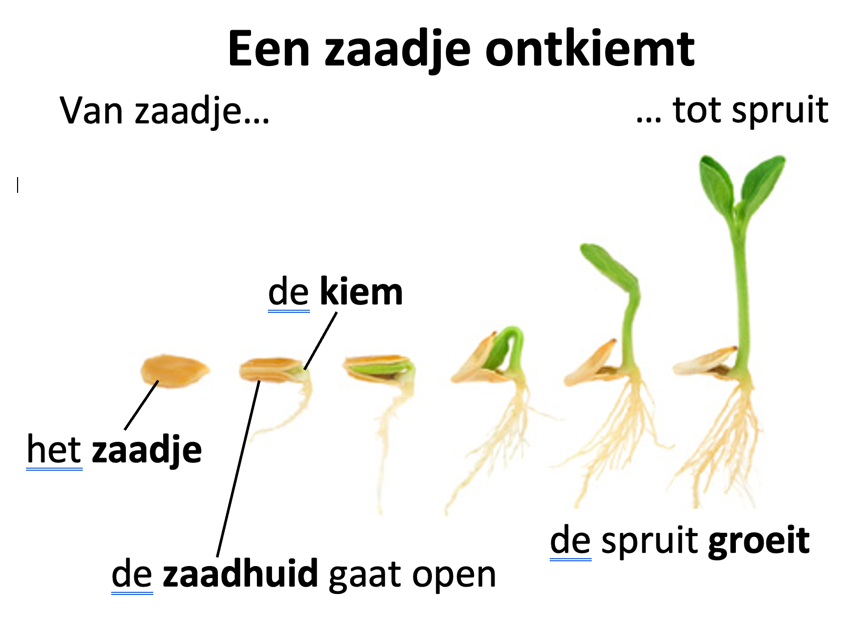 Een zaadje ontkiemt
Van zaadje…
… tot spruit
de kiem
het zaadje
de spruit groeit
de zaadhuid gaat open